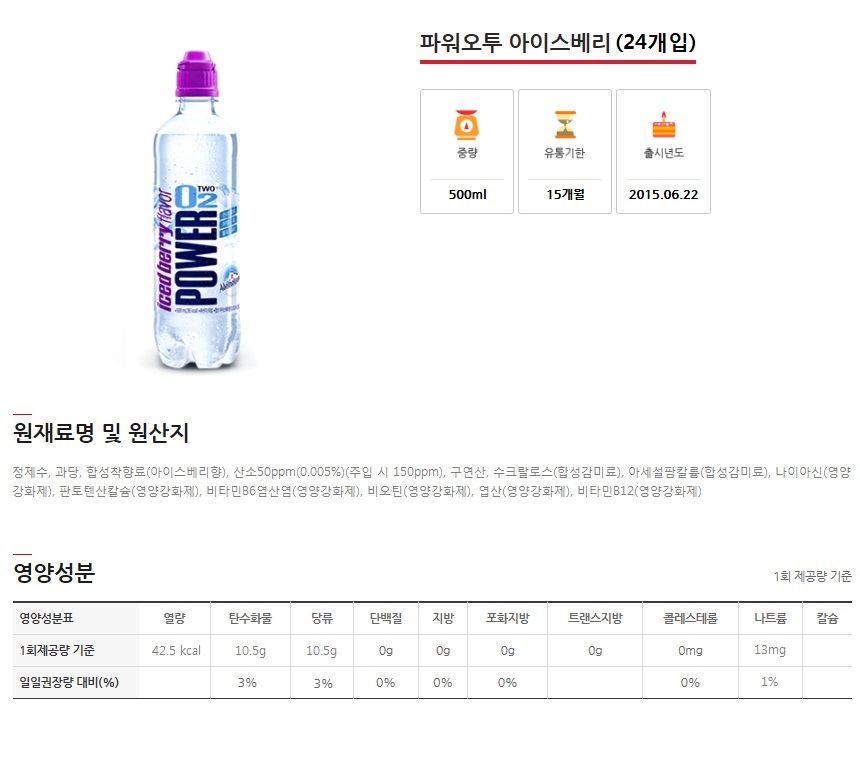 파워오투 아이스베리 (24개입)
중량
유통기한
출시년도
500ml
15개월
2015.06.22
O2 TWO
POWER
iced berry flavor
원재료명 및 원산지
정제수, 과당, 합성착향료(아이스베리향), 산소50ppm(0.005%)(주입 시 150ppm), 구연산, 수크랄로스(합성감미료), 아세설팜칼륨(합성감미료), 나이아신(영양
강화제), 판토텐산칼슘(영양강화제), 비타민B6염산염(영양강화제), 비오틴(영양강화제), 엽산(영양강화제), 비타민B12(영양강화제)
영양성분
1회 제공량 기준
영양성분표 열량 탄수화물 당류 단백질 지방 포화지방 트랜스지방 콜레스테롤 나트륨 칼슘
1회제공량 기준 42.5 kcal 10.5g 10.5g 0g 0g 0g 0g 0mg 13mg
일일권장량 대비(%) 3% 3% 0% 0% 0% 0% 1%